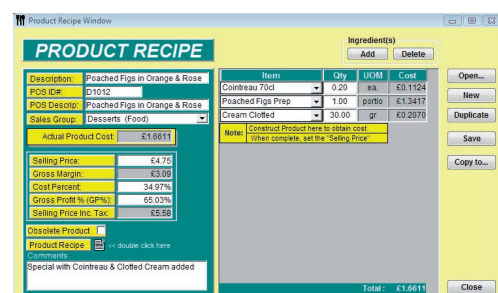 Product Recipe Window
PRODUCT RECIPE
Ingredient(s)
Add Delete
Description: Poached Figs in Orange & Rose
POS ID#: D1012
POS Descrip: Poached Figs in Orange & Rose
Sales Group: Desserts (Food)
Actual Product Cost: £1.6611
Selling Price: £4.75
Gross Margin: £3.09
Cost Percent: 34.97%
Gross Profit % (GP%): 65.03%
Selling Price Inc. Tax: £5.58
Obsolete Product
Product Recipe << double click here
Comments
Special with Cointreau & Clotted Cream added
Item Qty UOM Cost
Cointreau 70cl 0.20 ea. £0.1124
Poached Figs Prep 1.00 portio £1.3417
Cream Clotted 30.00 gr £0.2070
Note: Construct Product here to obtain cost
When complete, set the "Selling Price"
Total: £1.6611
Open...
New
Duplicate
Save
Copy to...
Close